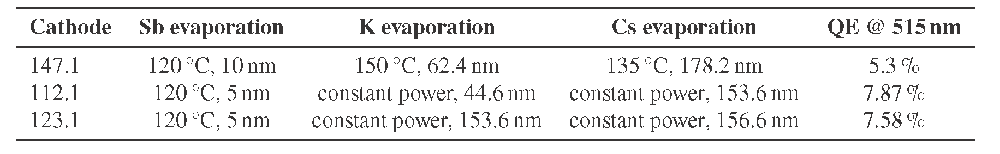 Cathode Sb evaporation K evaporation Cs evaporation QE @ 515 nm
147.1 120 °C, 10 nm 150 °C, 62.4 nm 135 °C, 178.2 nm 5.3 %
112.1 120 °C, 5 nm constant power, 44.6 nm constant power, 153.6 nm 7.87 %
123.1 120 °C, 5 nm constant power, 153.6 nm constant power, 156.6 nm 7.58 %